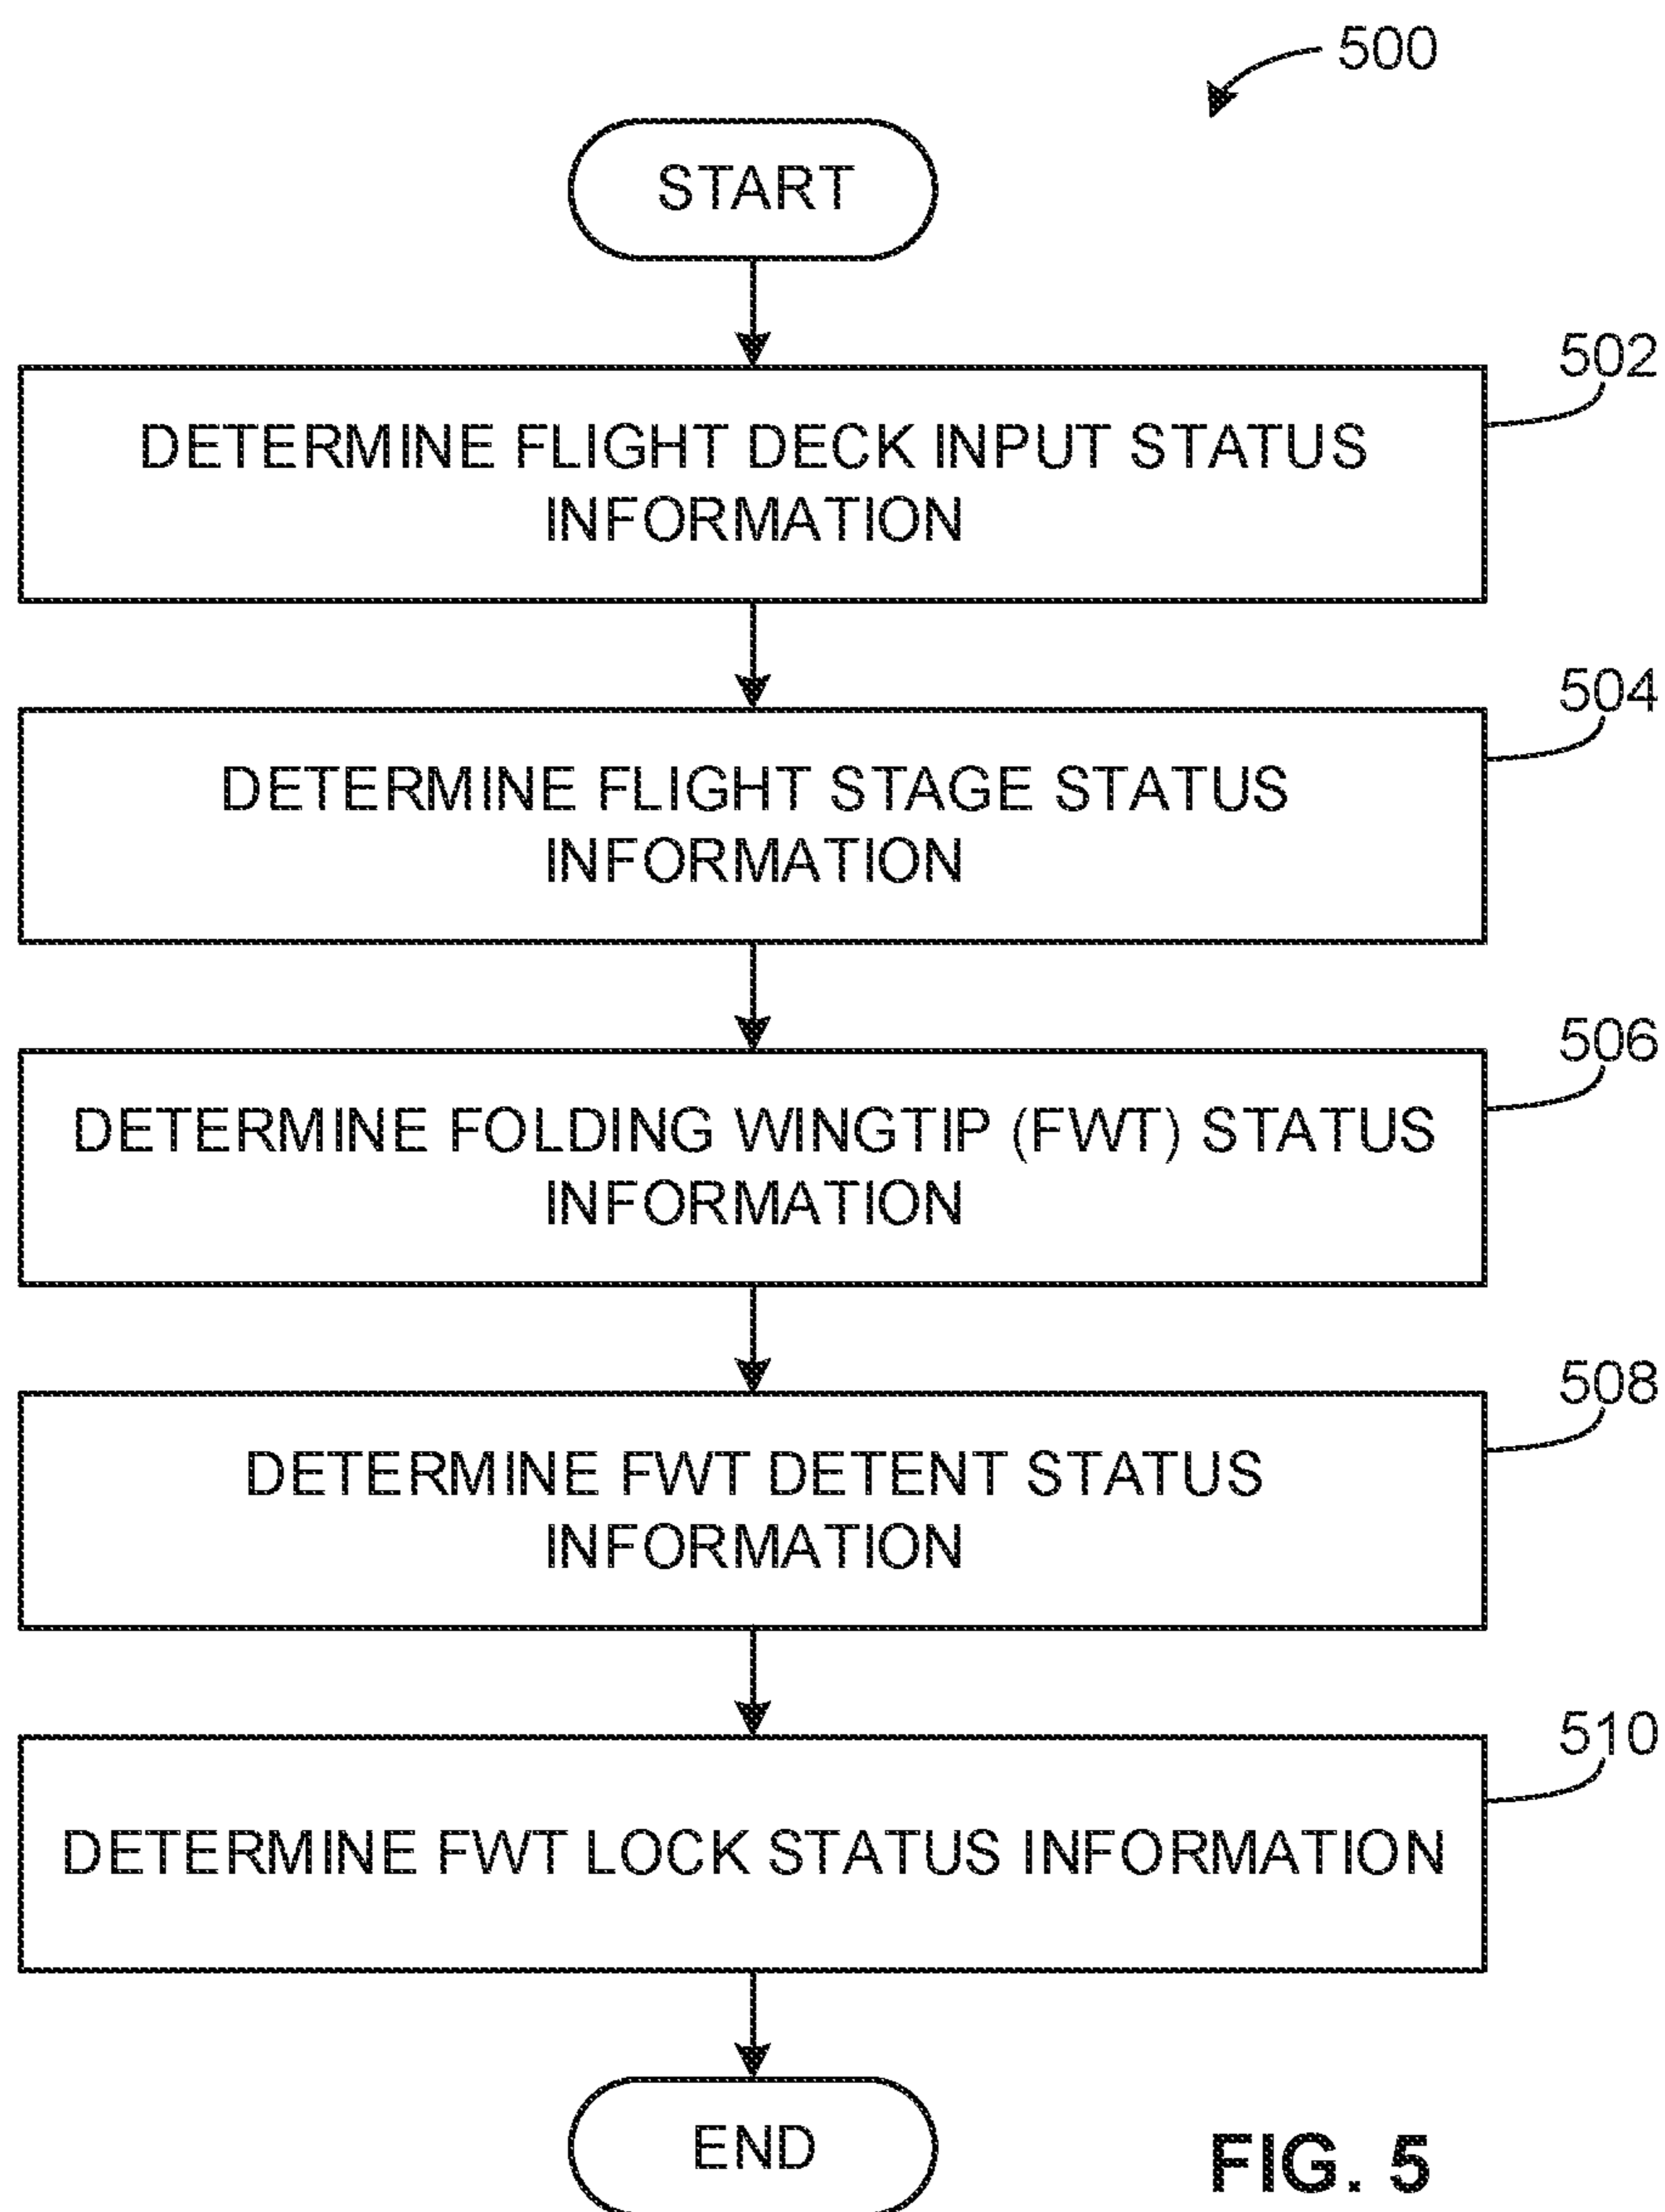 500
START
502
DETERMINE FLIGHT DECK INPUT STATUS
INFORMATION
504
DETERMINE FLIGHT STAGE STATUS
INFORMATION
506
DETERMINE FOLDING WINGTIP (FWT) STATUS
INFORMATION
508
DETERMINE FWT DETENT STATUS
INFORMATION
510
DETERMINE FWT LOCK STATUS INFORMATION
END
FIG. 5